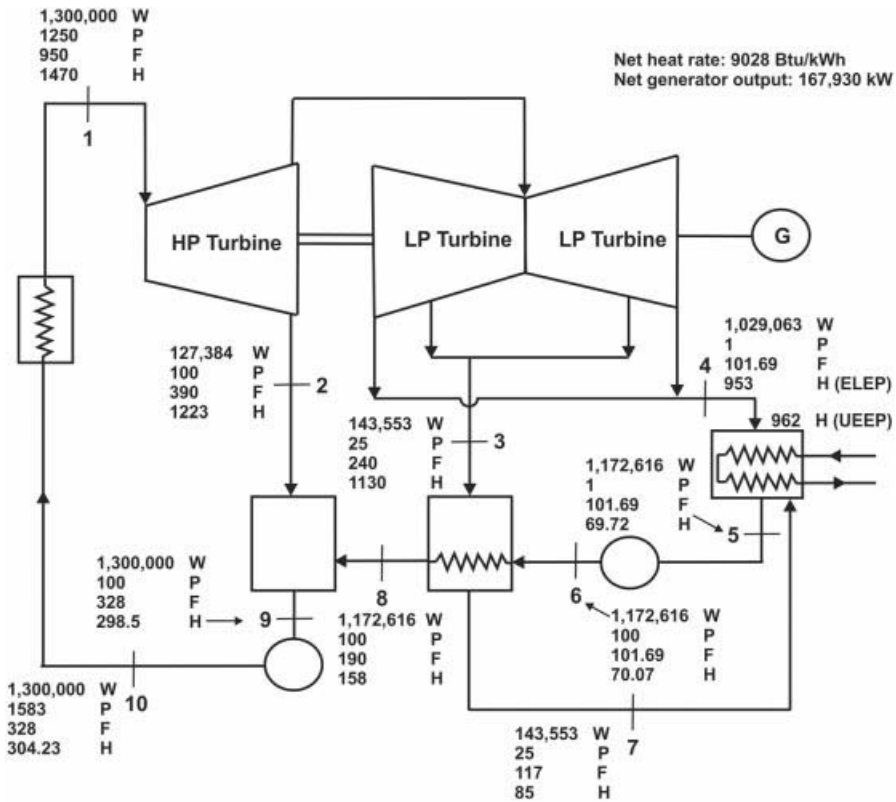 1,300,000 W
1250 P
950 F
1470 H
1
Net heat rate: 9028 Btu/kWh
Net generator output: 167,930 kW
HP Turbine
LP Turbine
LP Turbine
G
127,384 W
100 P
390 F
1223 H
2
143,553 W
25 P
240 F
1130 H
3
1,029,063 W
1 P
101.69 F
953 H (ELEP)
4
962 H (UEEP)
1,172,616 W
1 P
101.69 F
69.72 H
5
1,300,000 W
100 P
328 F
298.5 H
9
8
1,172,616 W
100 P
190 F
158 H
6
1,172,616 W
100 P
101.69 F
70.07 H
1,300,000 W
1583 P
328 F
304.23 H
10
7
143,553 W
25 P
117 F
85 H